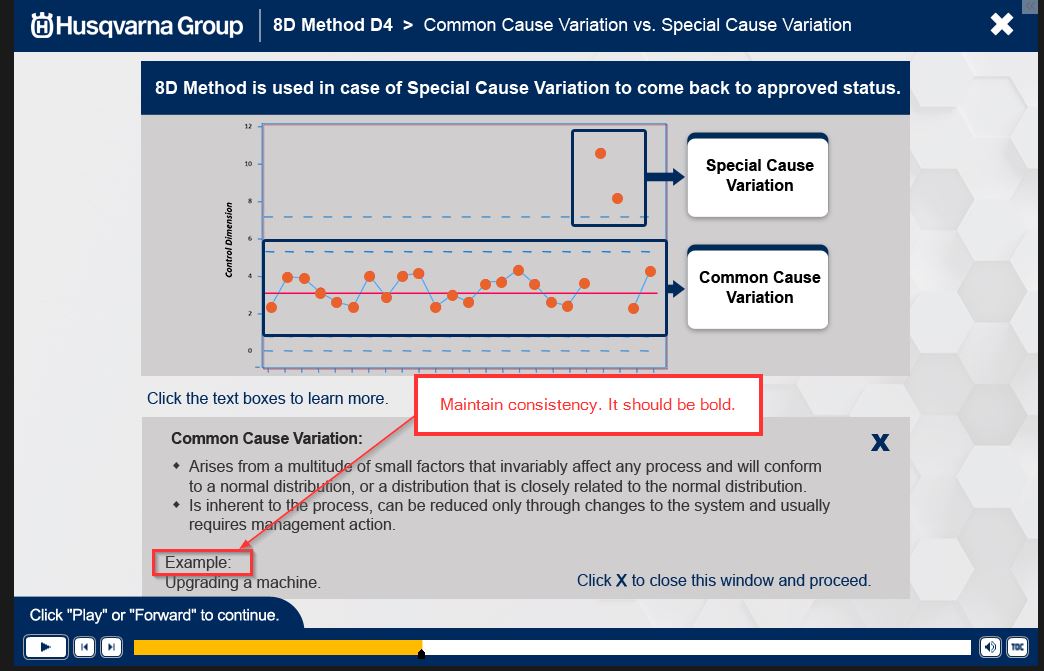 Husqvarna Group
8D Method D4 > Common Cause Variation vs. Special Cause Variation
8D Method is used in case of Special Cause Variation to come back to approved status.
12
10
8
6
4
2
0
Control Dimension
Special Cause
Variation
Common Cause
Variation
Click the text boxes to learn more.
Maintain consistency. It should be bold.
Common Cause Variation:
X
Arises from a multitude of small factors that invariably affect any process and will conform
to a normal distribution, or a distribution that is closely related to the normal distribution.
Is inherent to the process, can be reduced only through changes to the system and usually
requires management action.
Example:
Upgrading a machine.
Click X to close this window and proceed.
Click "Play" or "Forward" to continue.
TOC